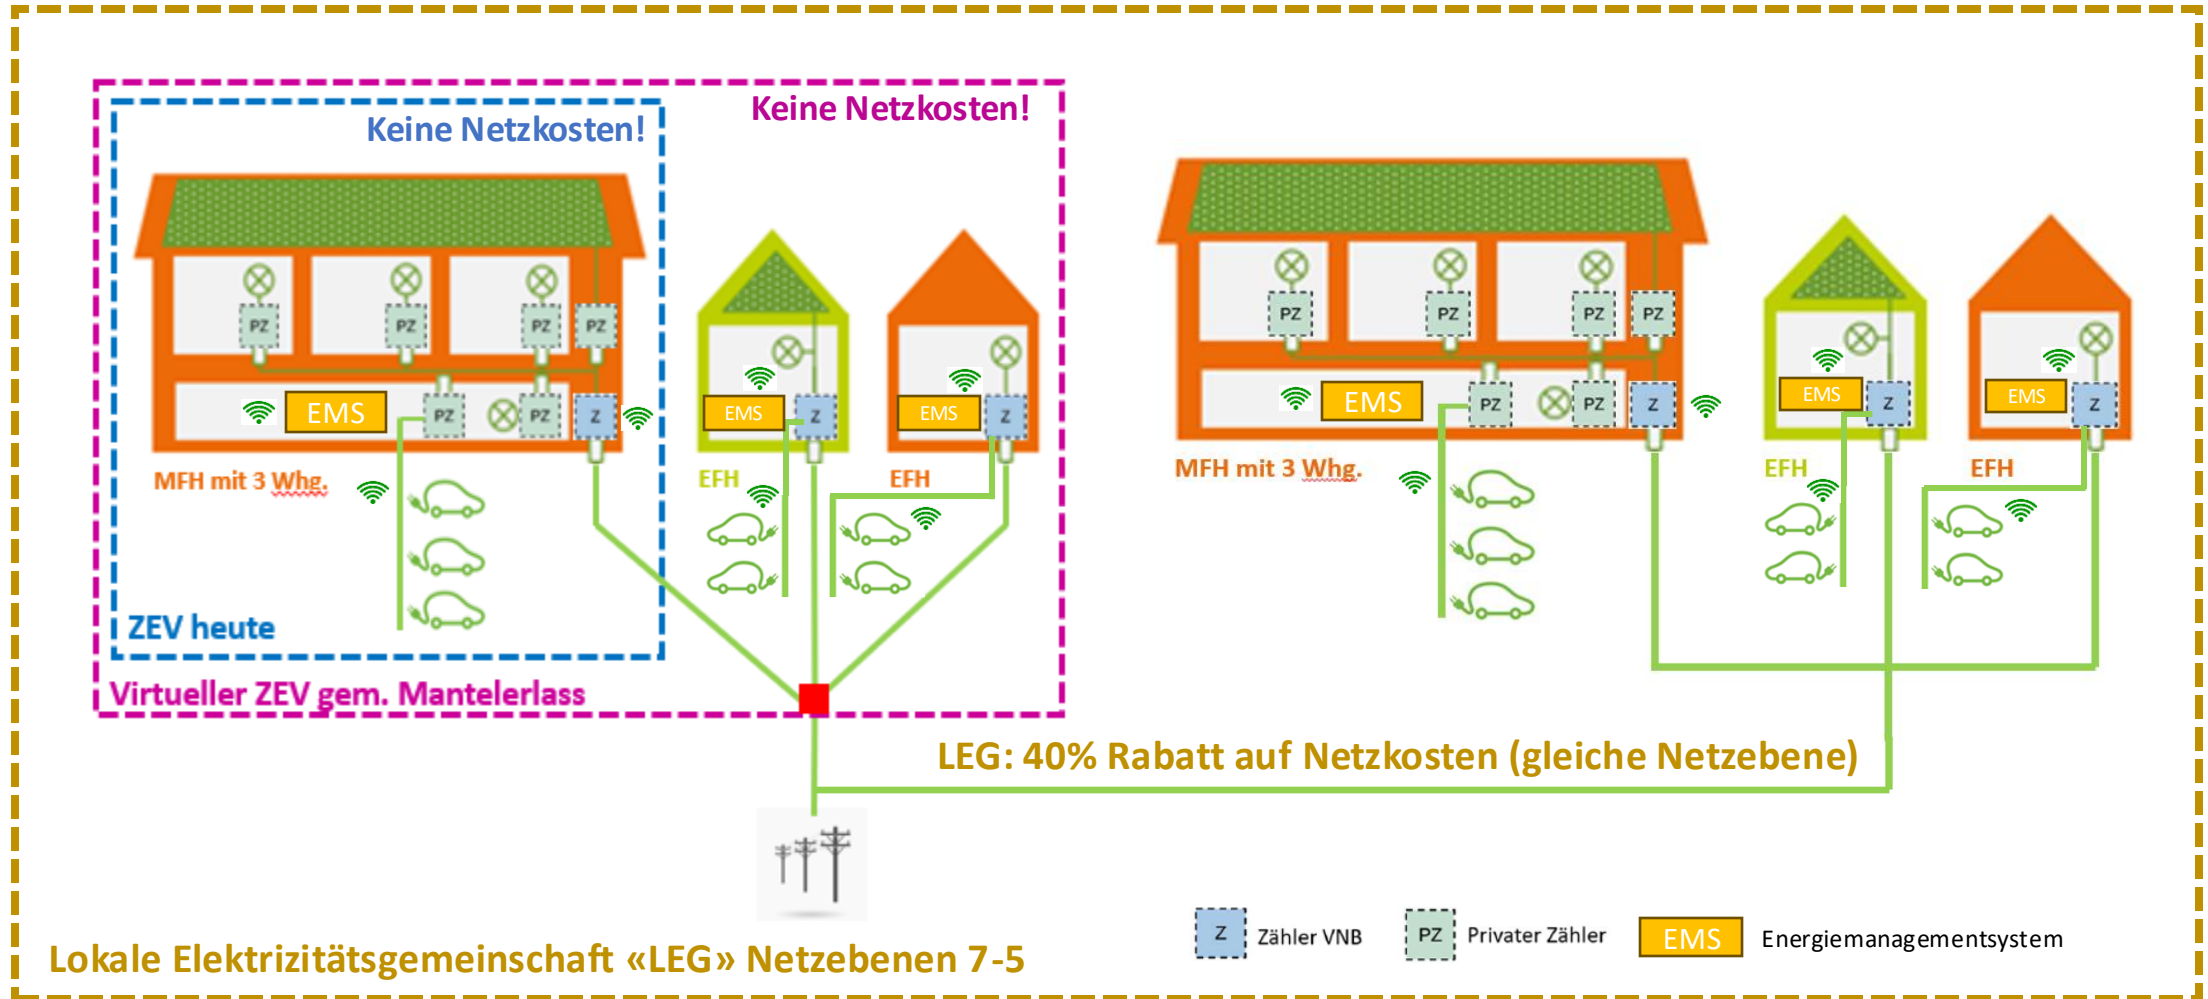 Keine Netzkosten!
Keine Netzkosten!
PZ PZ PZ PZ
EMS PZ PZ Z
EMS Z
EMS Z
MFH mit 3 Whg.
EFH
EFH
ZEV heute
Virtueller ZEV gem. Mantelerlass
PZ PZ PZ PZ
EMS PZ PZ Z
EMS Z
EMS Z
MFH mit 3 Whg.
EFH
EFH
LEG: 40% Rabatt auf Netzkosten (gleiche Netzebene)
Z Zähler VNB
PZ Privater Zähler
EMS Energiemanagementsystem
Lokale Elektrizitätsgemeinschaft «LEG» Netzebenen 7-5